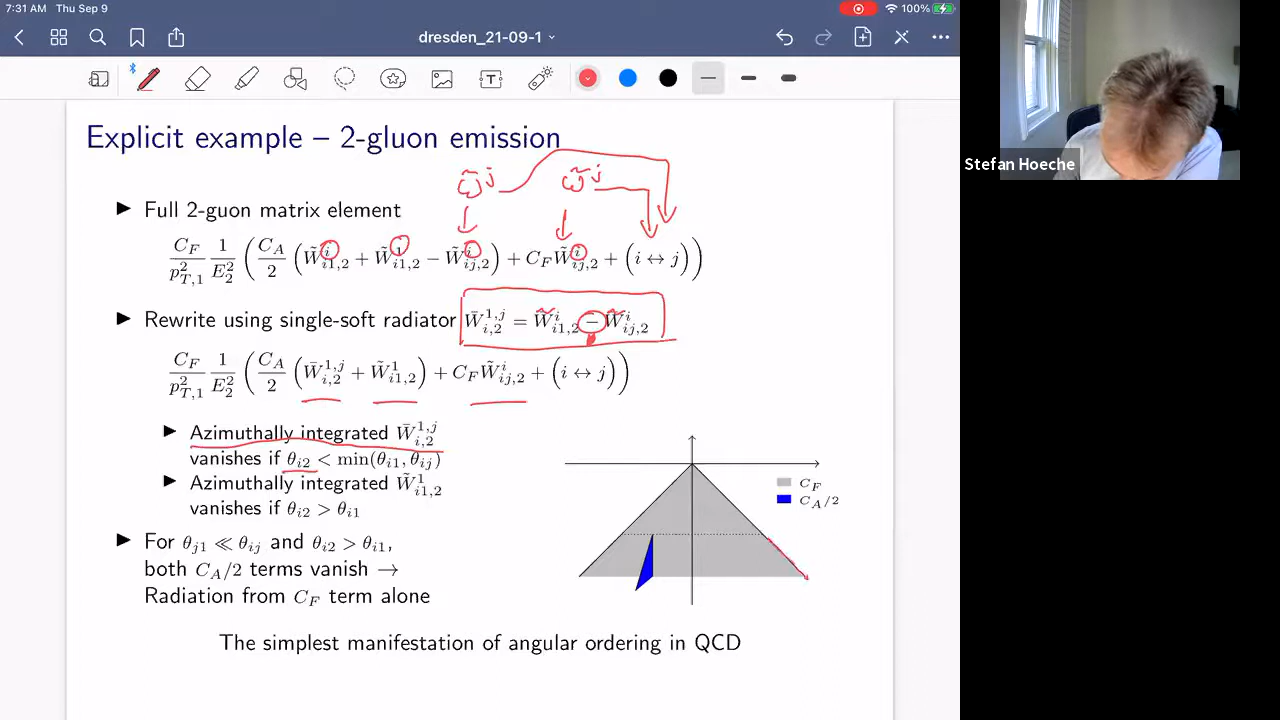 7:31 AM Thu Sep 9
100%
dresden_21-09-1
Stefan Hoeche
Explicit example – 2-gluon emission
ω̃ʲ ω̃ʲ
▶ Full 2-guon matrix element
C_F/p²_{T,1} 1/E²_2 ( C_A/2 ( W̃^i_{i1,2} + W̃^1_{i1,2} − W̃^i_{ij,2} ) + C_F W̃^i_{ij,2} + (i ↔ j) )
▶ Rewrite using single-soft radiator W̄^{1,j}_{i,2} = W̃^i_{i1,2} − W̃^i_{ij,2}
C_F/p²_{T,1} 1/E²_2 ( C_A/2 ( W̄^{1,j}_{i,2} + W̃^1_{i1,2} ) + C_F W̃^i_{ij,2} + (i ↔ j) )
▶ Azimuthally integrated W̄^{1,j}_{i,2}
vanishes if θ_{i2} < min(θ_{i1}, θ_{ij})
▶ Azimuthally integrated W̃^1_{i1,2}
vanishes if θ_{i2} > θ_{i1}
▶ For θ_{j1} ≪ θ_{ij} and θ_{i2} > θ_{i1},
both C_A/2 terms vanish →
Radiation from C_F term alone
C_F
C_A/2
The simplest manifestation of angular ordering in QCD